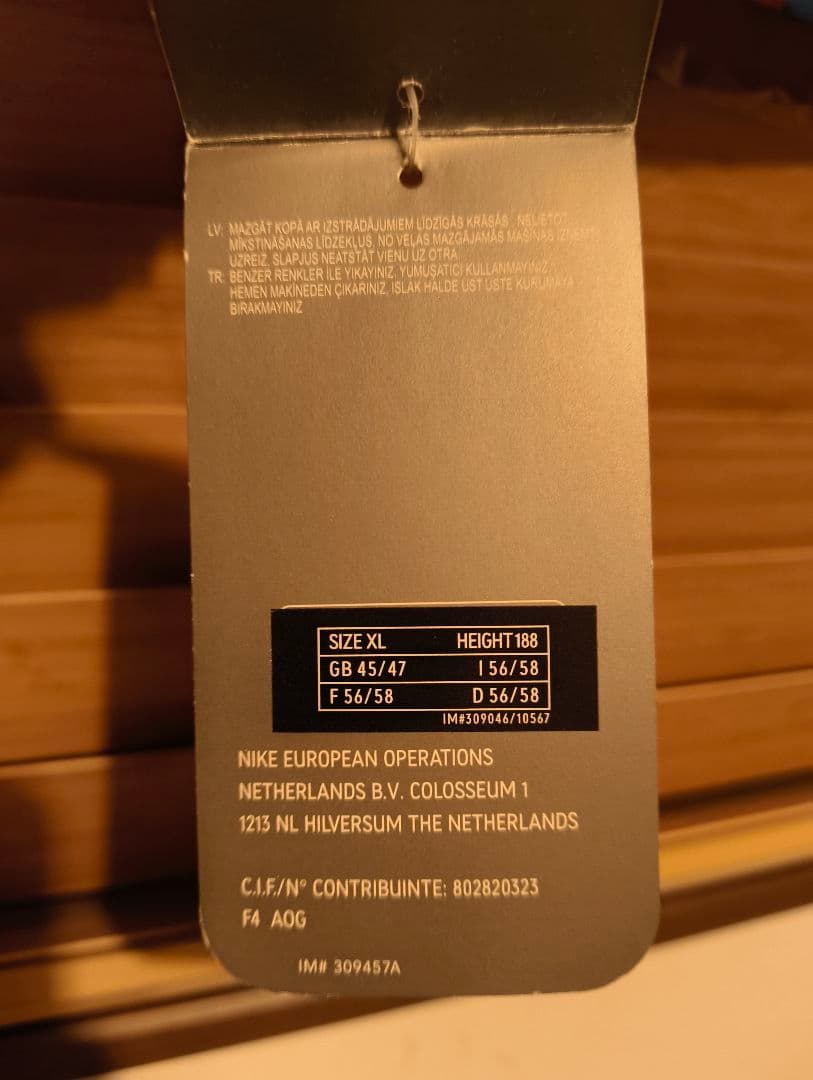 LV: MAZGĀT KOPĀ AR IZSTRĀDĀJUMIEM LĪDZĪGĀS KRĀSĀS. NELIETOT
MĪKSTINĀŠANAS LĪDZEKĻUS, NO VEĻAS MAZGĀJAMĀS MAŠĪNAS IZŅEMT
UZREIZ, SLAPJUS NEATSTĀT VIENU UZ OTRA
TR: BENZER RENKLER İLE YIKAYINIZ, YUMUŞATICI KULLANMAYINIZ,
HEMEN MAKİNEDEN ÇIKARINIZ, ISLAK HALDE ÜST ÜSTE KURUMAYA
BIRAKMAYINIZ
SIZE XL HEIGHT 188
GB 45/47 I 56/58
F 56/58 D 56/58
IM#309046/10567
NIKE EUROPEAN OPERATIONS
NETHERLANDS B.V. COLOSSEUM 1
1213 NL HILVERSUM THE NETHERLANDS
C.I.F./Nº CONTRIBUINTE: 802820323
F4 AOG
IM# 309457A